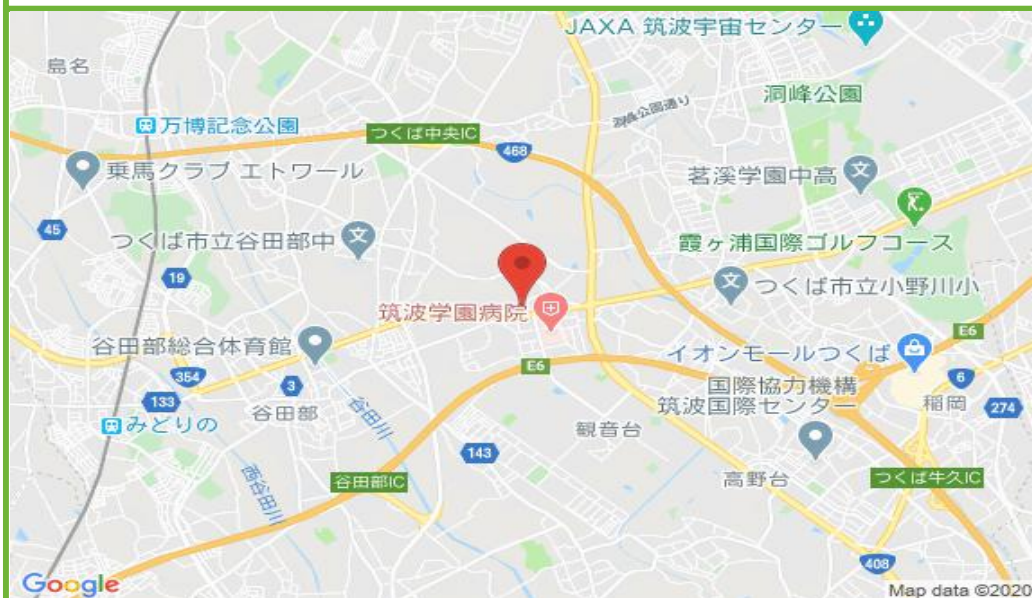 JAXA 筑波宇宙センター
島名
洞峰公園
洞峰公園通り
万博記念公園
つくば中央IC
468
乗馬クラブ エトワール
茗溪学園中高
45
つくば市立谷田部中
霞ヶ浦国際ゴルフコース
19
つくば市立小野川小
筑波学園病院
E6
谷田部総合体育館
イオンモールつくば
E6
354
3
国際協力機構
筑波国際センター
6
133
谷田部
谷田川
稲岡
274
みどりの
観音台
143
西谷田川
谷田部IC
高野台
つくば牛久IC
408
Google
Map data ©2020